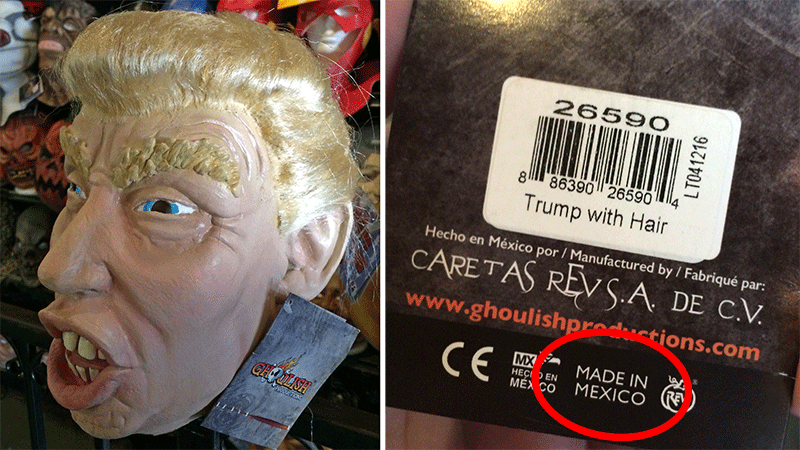 GHOULISH
26590
8 86390 26590 4
LT041216
Trump with Hair
Hecho en México por / Manufactured by / Fabriqué par:
CARETAS REV S.A. DE C.V.
www.ghoulishproductions.com
CE
MX
HECHO EN
MÉXICO
MADE IN
MEXICO
REV